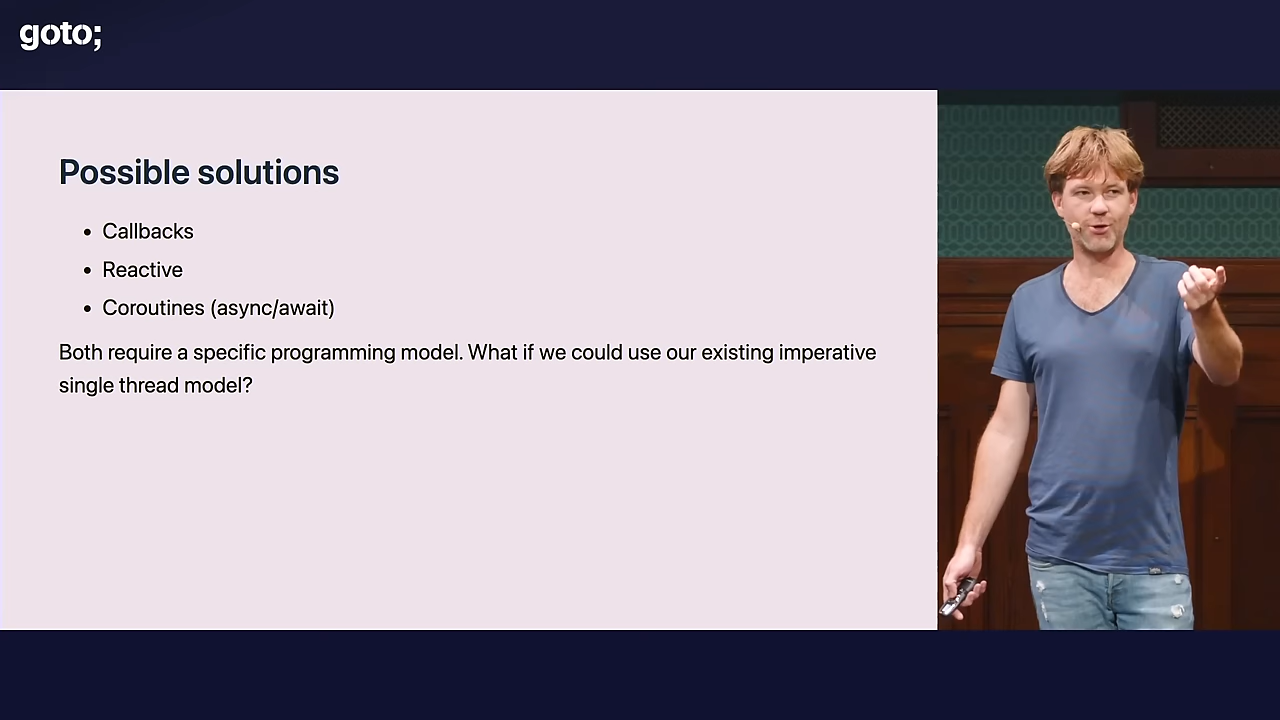 goto;
Possible solutions
Callbacks
Reactive
Coroutines (async/await)
Both require a specific programming model. What if we could use our existing imperative
single thread model?